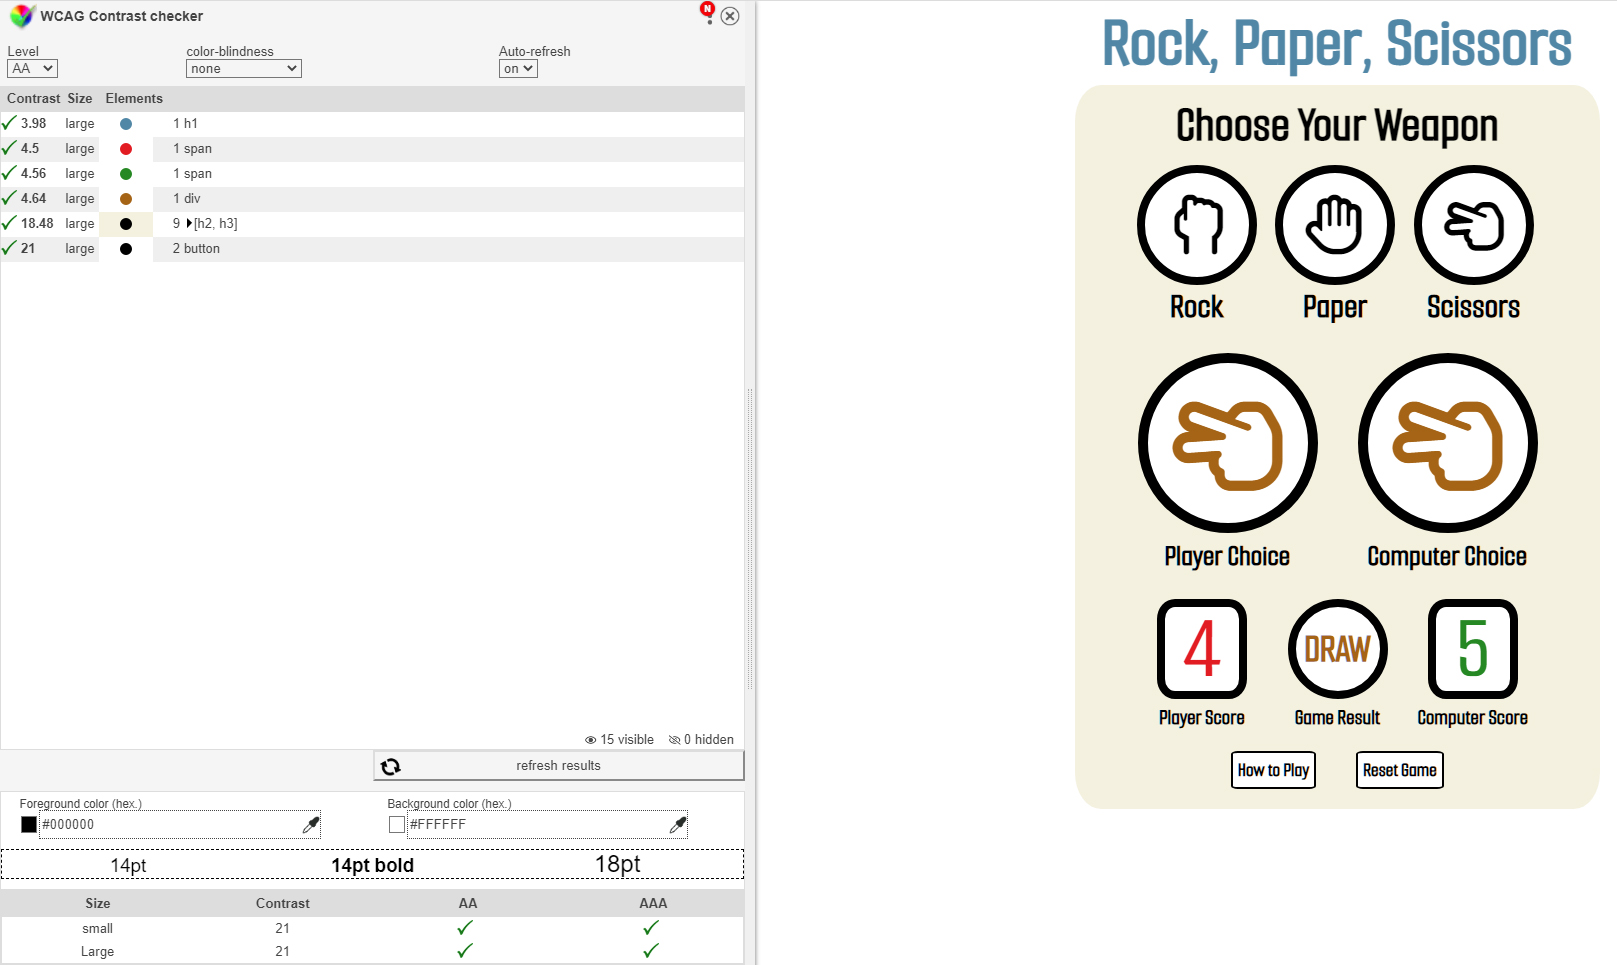 WCAG Contrast checker
N
Level
color-blindness
Auto-refresh
AA
none
on
Contrast Size Elements
3.98 large 1 h1
4.5 large 1 span
4.56 large 1 span
4.64 large 1 div
18.48 large 9 [h2, h3]
21 large 2 button
15 visible 0 hidden
refresh results
Foreground color (hex.)
Background color (hex.)
#000000
#FFFFFF
14pt 14pt bold 18pt
Size Contrast AA AAA
small 21
Large 21
Rock, Paper, Scissors
Choose Your Weapon
Rock Paper Scissors
Player Choice Computer Choice
4 DRAW 5
Player Score Game Result Computer Score
How to Play Reset Game